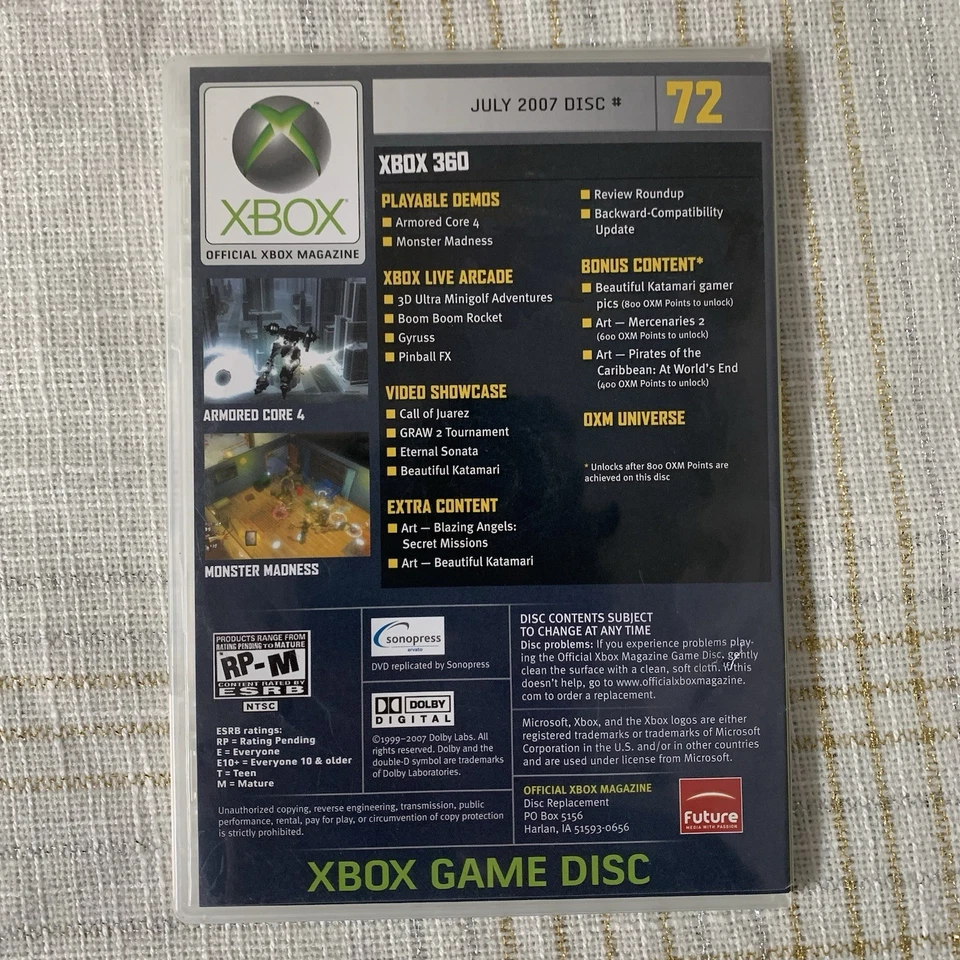 JULY 2007 DISC # 72
XBOX
OFFICIAL XBOX MAGAZINE
ARMORED CORE 4
MONSTER MADNESS
XBOX 360
PLAYABLE DEMOS
Armored Core 4
Monster Madness
XBOX LIVE ARCADE
3D Ultra Minigolf Adventures
Boom Boom Rocket
Gyruss
Pinball FX
VIDEO SHOWCASE
Call of Juarez
GRAW 2 Tournament
Eternal Sonata
Beautiful Katamari
EXTRA CONTENT
Art — Blazing Angels:
Secret Missions
Art — Beautiful Katamari
Review Roundup
Backward-Compatibility
Update
BONUS CONTENT*
Beautiful Katamari gamer
pics (800 OXM Points to unlock)
Art — Mercenaries 2
(600 OXM Points to unlock)
Art — Pirates of the
Caribbean: At World's End
(400 OXM Points to unlock)
OXM UNIVERSE
* Unlocks after 800 OXM Points are
achieved on this disc
PRODUCTS RANGE FROM
RATING PENDING TO MATURE
RP-M
CONTENT RATED BY
ESRB
NTSC
ESRB ratings:
RP = Rating Pending
E = Everyone
E10+ = Everyone 10 & older
T = Teen
M = Mature
sonopress
arvato
DVD replicated by Sonopress
DOLBY
DIGITAL
©1999–2007 Dolby Labs. All
rights reserved. Dolby and the
double-D symbol are trademarks
of Dolby Laboratories.
Unauthorized copying, reverse engineering, transmission, public
performance, rental, pay for play, or circumvention of copy protection
is strictly prohibited.
DISC CONTENTS SUBJECT
TO CHANGE AT ANY TIME
Disc problems: If you experience problems play-
ing the Official Xbox Magazine Game Disc, gently
clean the surface with a clean, soft cloth. If this
doesn't help, go to www.officialxboxmagazine.
com to order a replacement.
Microsoft, Xbox, and the Xbox logos are either
registered trademarks or trademarks of Microsoft
Corporation in the U.S. and/or in other countries
and are used under license from Microsoft.
OFFICIAL XBOX MAGAZINE
Disc Replacement
PO Box 5156
Harlan, IA 51593-0656
Future
MEDIA WITH PASSION
XBOX GAME DISC